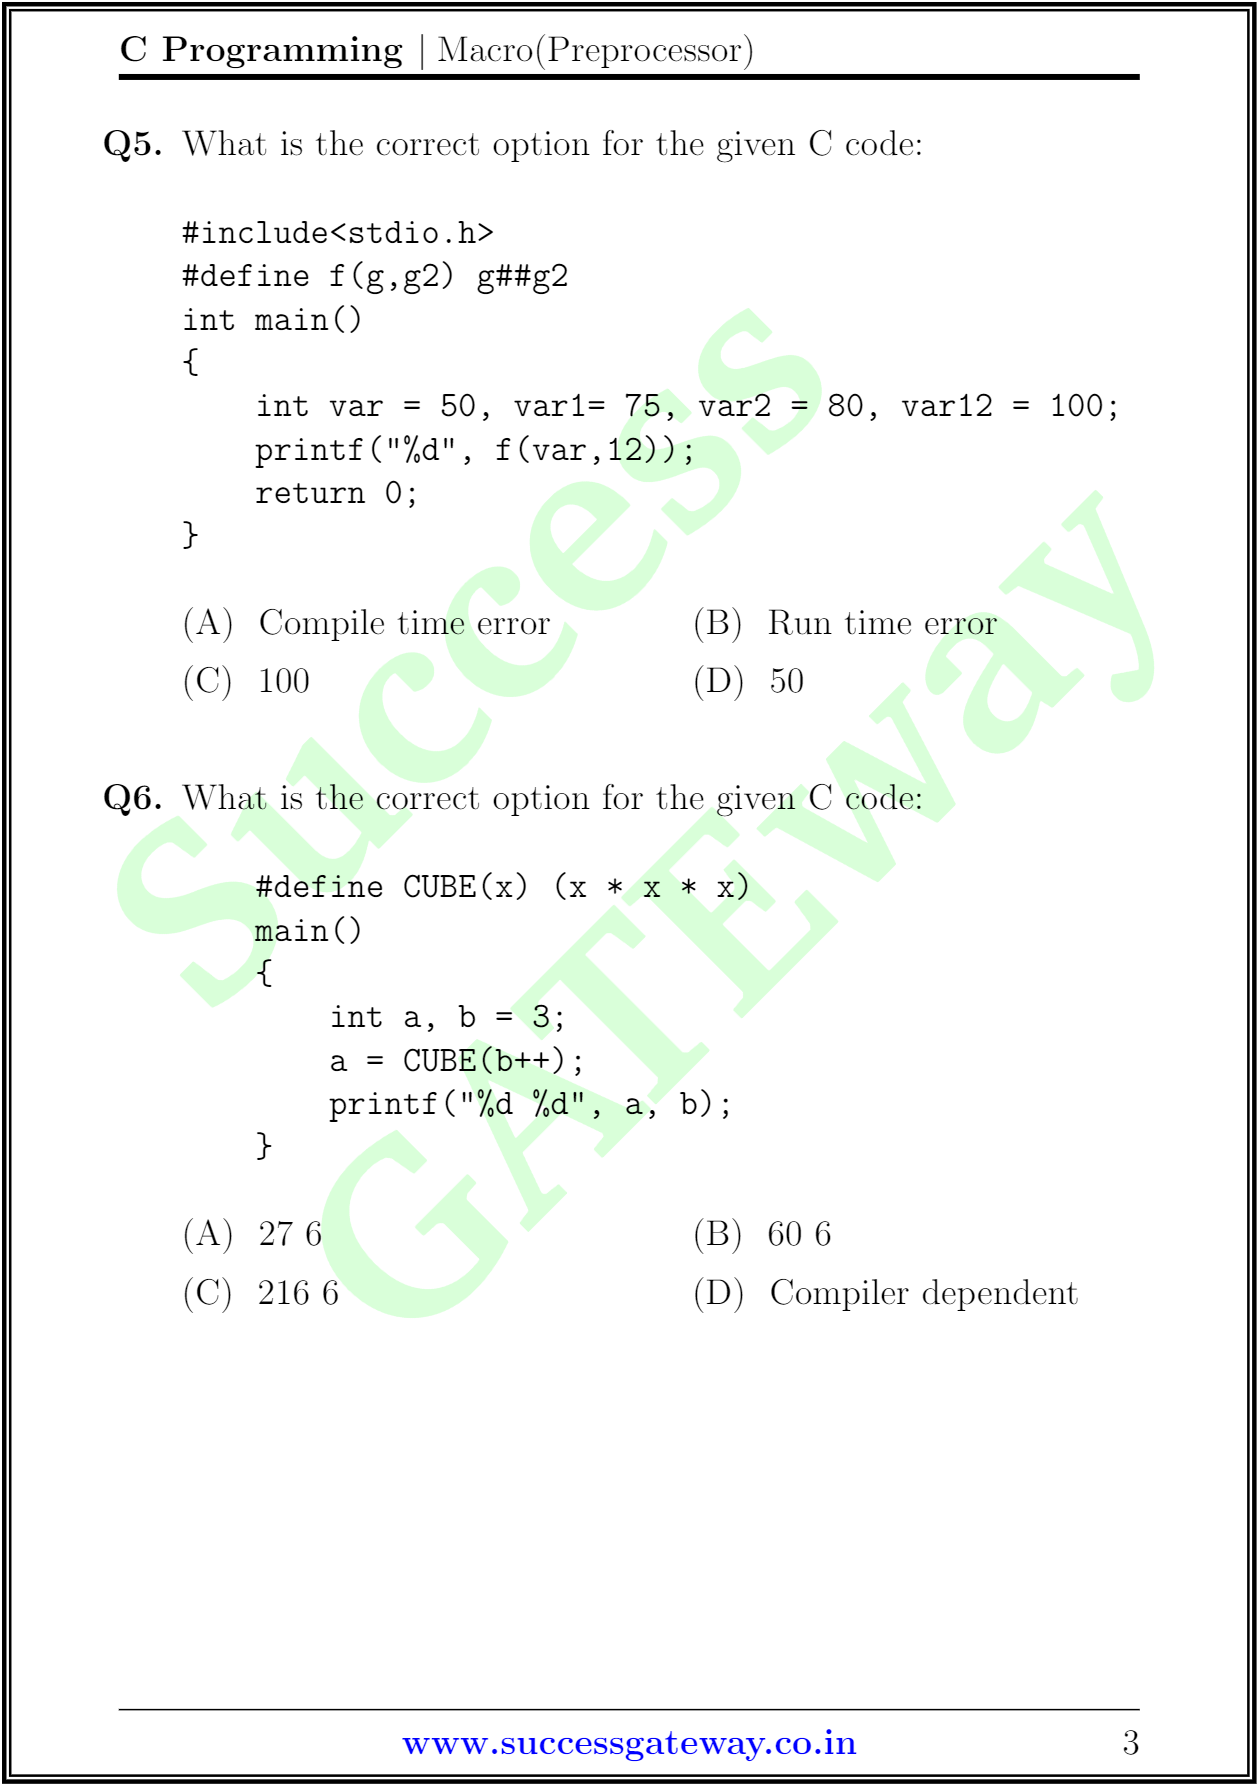 C Programming | Macro(Preprocessor)
Q5. What is the correct option for the given C code:
#include<stdio.h>
#define f(g,g2) g##g2
int main()
{
    int var = 50, var1= 75, var2 = 80, var12 = 100;
    printf("%d", f(var,12));
    return 0;
}
(A) Compile time error (B) Run time error
(C) 100 (D) 50
Q6. What is the correct option for the given C code:
#define CUBE(x) (x * x * x)
main()
{
    int a, b = 3;
    a = CUBE(b++);
    printf("%d %d", a, b);
}
(A) 27 6 (B) 60 6
(C) 216 6 (D) Compiler dependent
Success
GATEway
www.successgateway.co.in 3